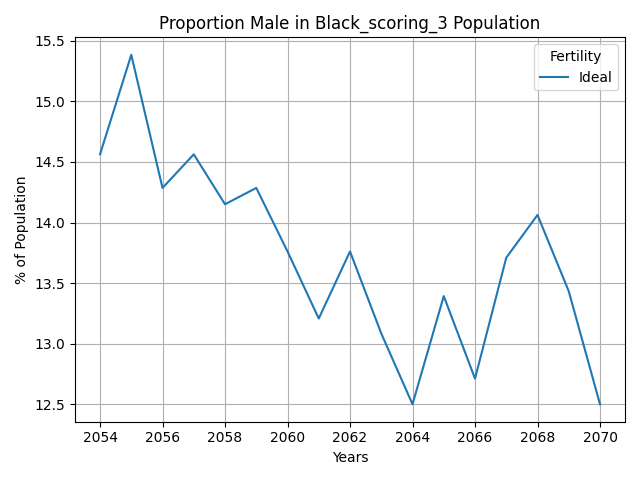 Proportion Male in Black_scoring_3 Population
Fertility
Ideal
% of Population
15.5
15.0
14.5
14.0
13.5
13.0
12.5
2054 2056 2058 2060 2062 2064 2066 2068 2070
Years